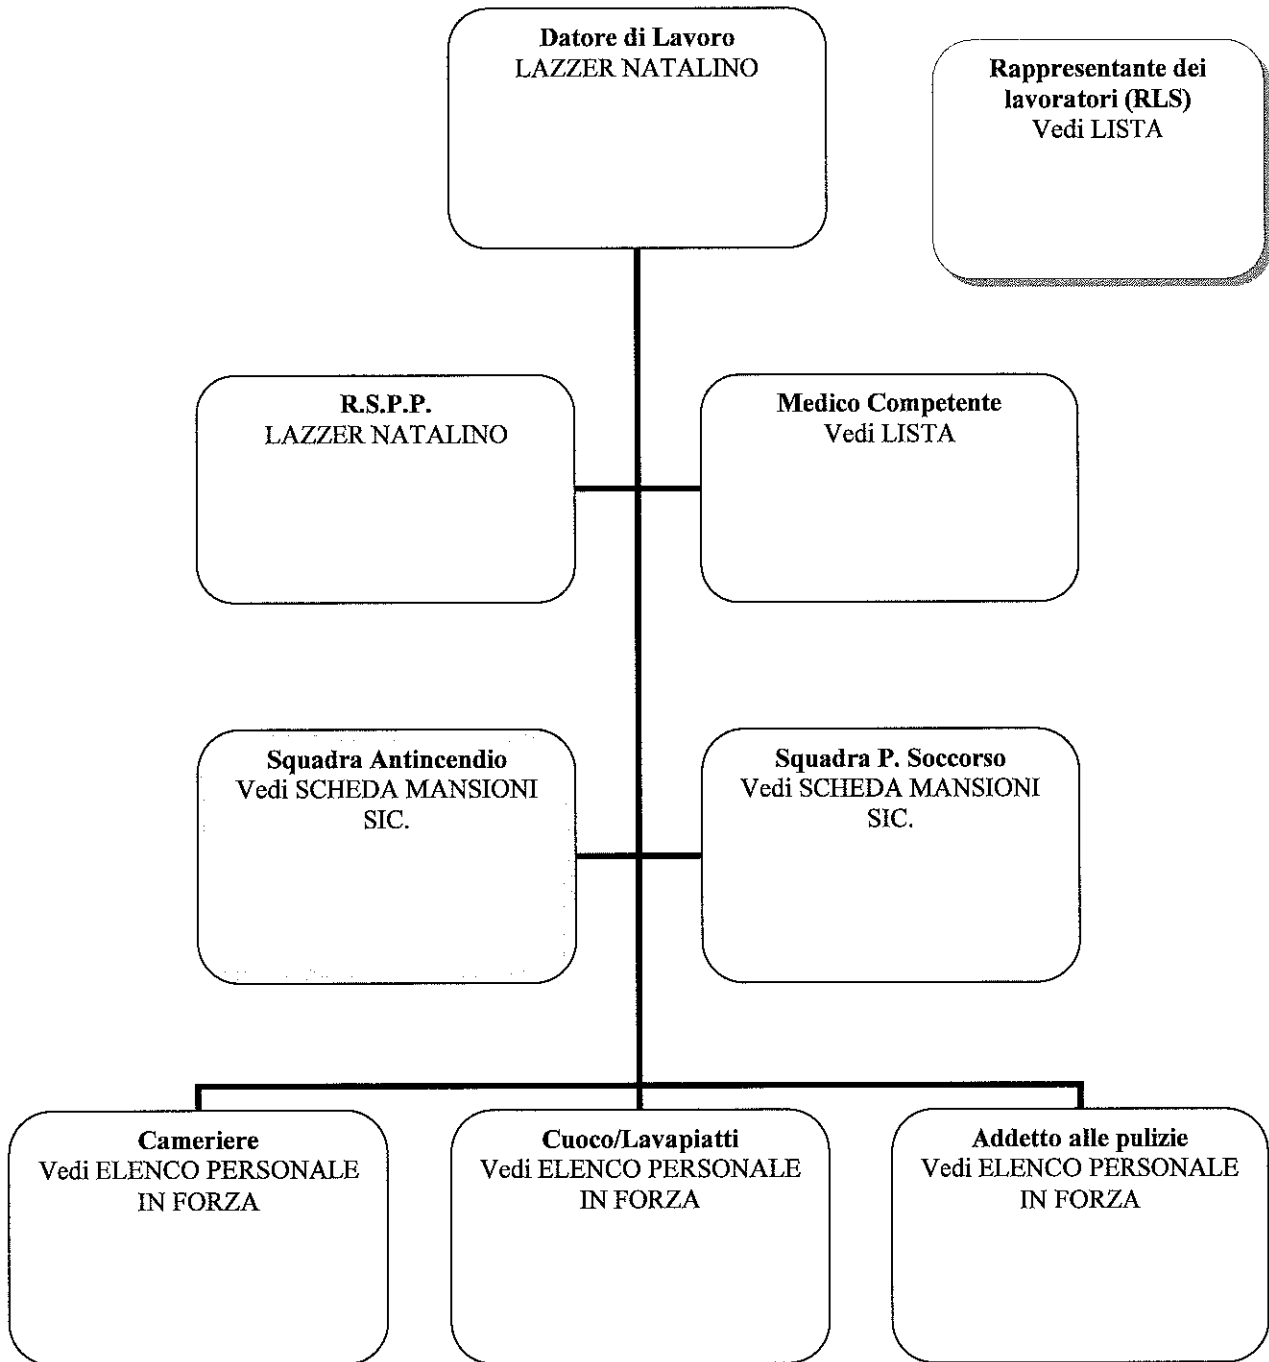 Datore di Lavoro
LAZZER NATALINO
Rappresentante dei
lavoratori (RLS)
Vedi LISTA
R.S.P.P.
LAZZER NATALINO
Medico Competente
Vedi LISTA
Squadra Antincendio
Vedi SCHEDA MANSIONI
SIC.
Squadra P. Soccorso
Vedi SCHEDA MANSIONI
SIC.
Cameriere
Vedi ELENCO PERSONALE
IN FORZA
Cuoco/Lavapiatti
Vedi ELENCO PERSONALE
IN FORZA
Addetto alle pulizie
Vedi ELENCO PERSONALE
IN FORZA